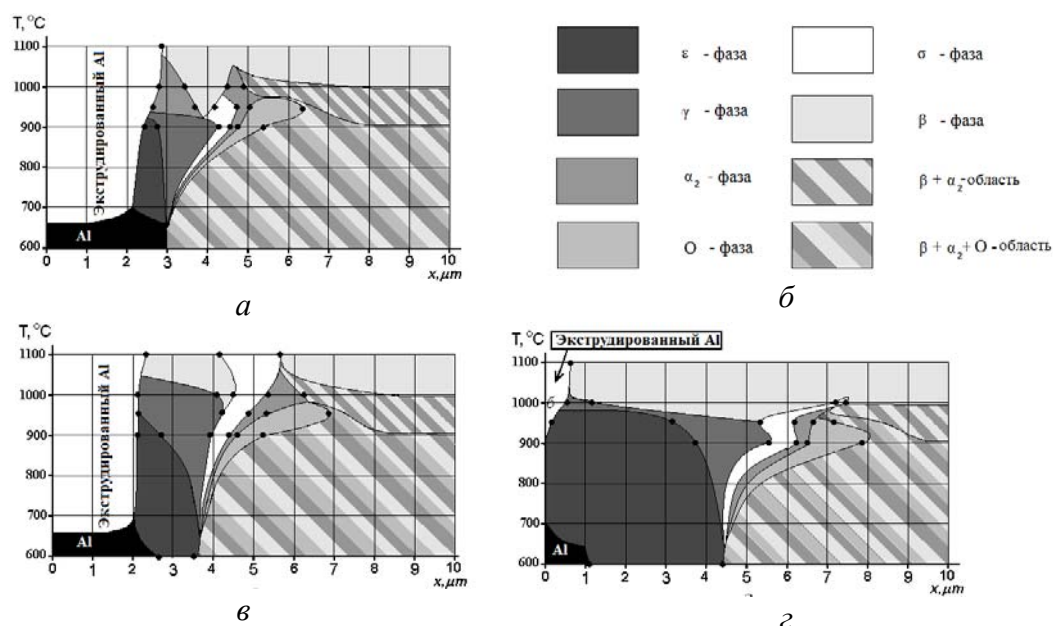 T, °C
1100
1000
900
800
700
600
Экструдированный Al
Al
0 1 2 3 4 5 6 7 8 9 10
x, μm
а
ε - фаза
γ - фаза
α₂ - фаза
О - фаза
σ - фаза
β - фаза
β + α₂-область
β + α₂+ О - область
б
T, °C
1100
1000
900
800
700
600
Экструдированный Al
Al
0 1 2 3 4 5 6 7 8 9 10
x, μm
в
T, °C
Экструдированный Al
1100
1000
900
800
700
600
б
а
Al
0 1 2 3 4 5 6 7 8 9 10
x, μm
г